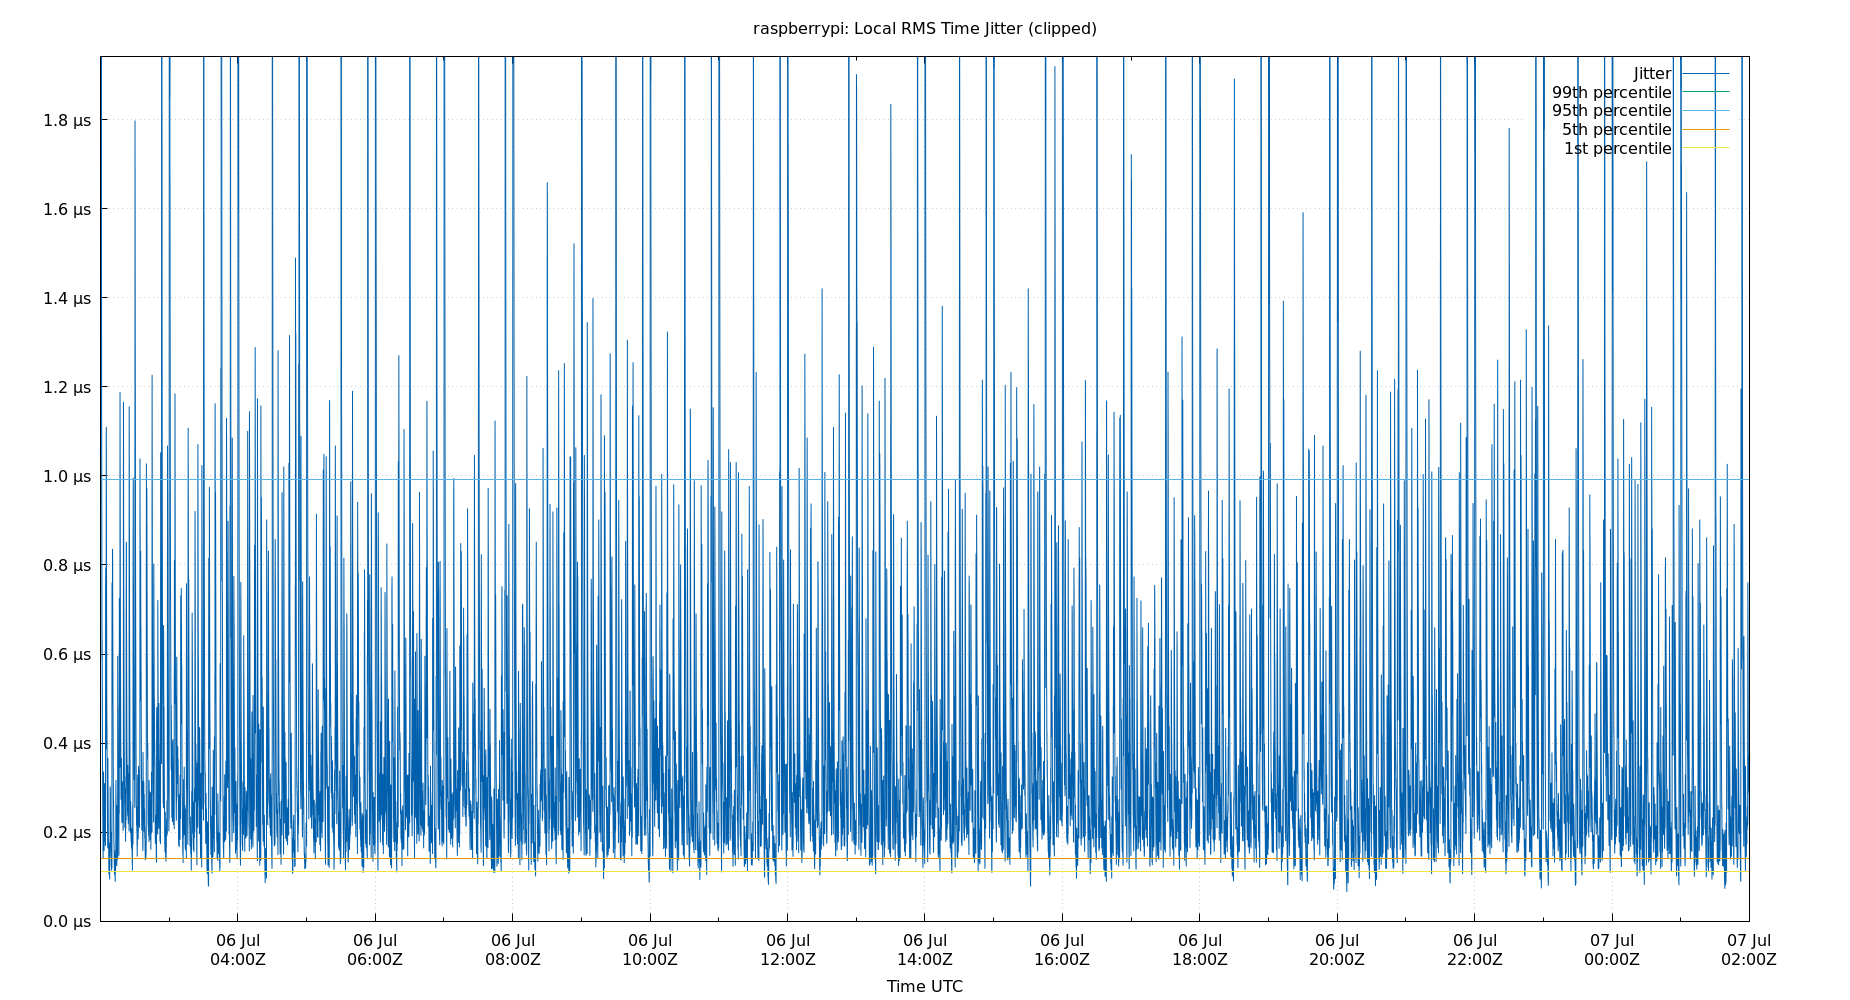 raspberrypi: Local RMS Time Jitter (clipped)
Jitter
99th percentile
95th percentile
5th percentile
1st percentile
1.8 µs
1.6 µs
1.4 µs
1.2 µs
1.0 µs
0.8 µs
0.6 µs
0.4 µs
0.2 µs
0.0 µs
06 Jul 06 Jul 06 Jul 06 Jul 06 Jul 06 Jul 06 Jul 06 Jul 06 Jul 06 Jul 07 Jul 07 Jul
04:00Z 06:00Z 08:00Z 10:00Z 12:00Z 14:00Z 16:00Z 18:00Z 20:00Z 22:00Z 00:00Z 02:00Z
Time UTC